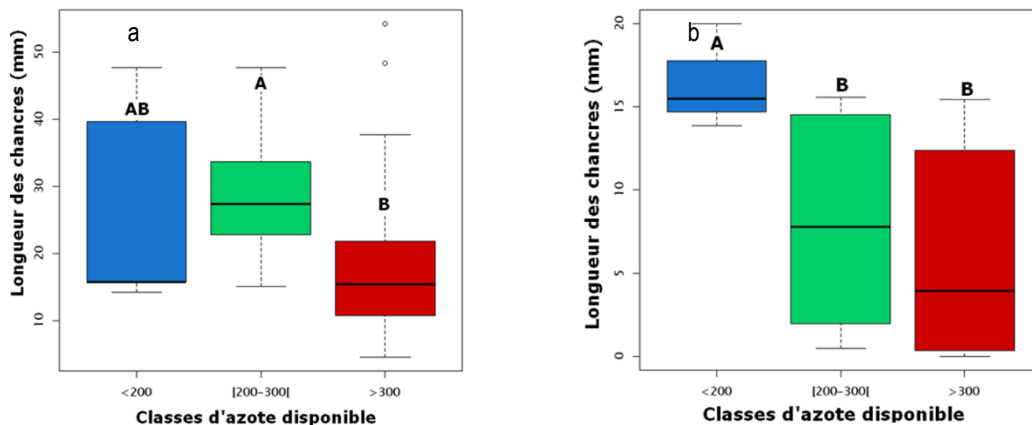 a
Longueur des chancres (mm)
50
40
30
20
10
AB
A
B
<200
[200-300[
>300
Classes d'azote disponible
b
Longueur des chancres (mm)
20
15
10
5
0
A
B
B
<200
[200-300[
>300
Classes d'azote disponible